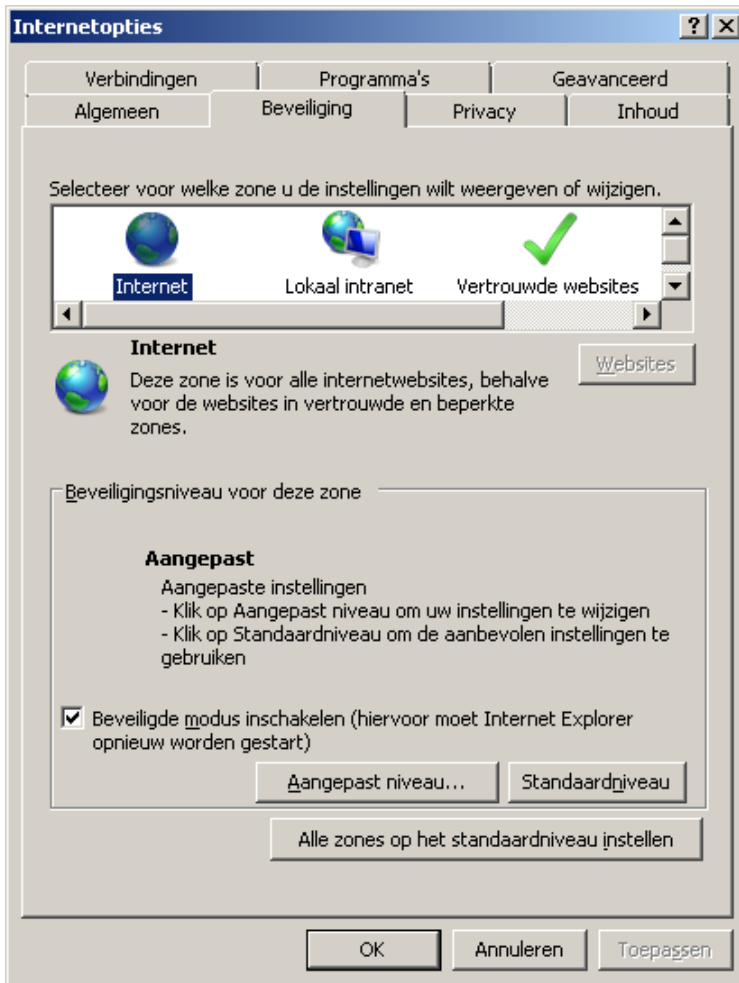 Internetopties
Verbindingen Programma's Geavanceerd
Algemeen Beveiliging Privacy Inhoud
Selecteer voor welke zone u de instellingen wilt weergeven of wijzigen.
Internet Lokaal intranet Vertrouwde websites
Internet
Websites
Deze zone is voor alle internetwebsites, behalve
voor de websites in vertrouwde en beperkte
zones.
Beveiligingsniveau voor deze zone
Aangepast
Aangepaste instellingen
- Klik op Aangepast niveau om uw instellingen te wijzigen
- Klik op Standaardniveau om de aanbevolen instellingen te
gebruiken
Beveiligde modus inschakelen (hiervoor moet Internet Explorer
opnieuw worden gestart)
Aangepast niveau... Standaardniveau
Alle zones op het standaardniveau instellen
OK Annuleren Toepassen